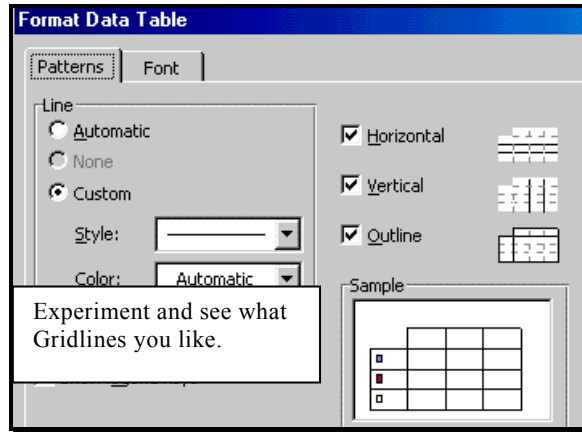 Format Data Table
Patterns Font
Line
Automatic
None
Custom
Style:
Color: Automatic
Horizontal
Vertical
Outline
Sample
Experiment and see what
Gridlines you like.